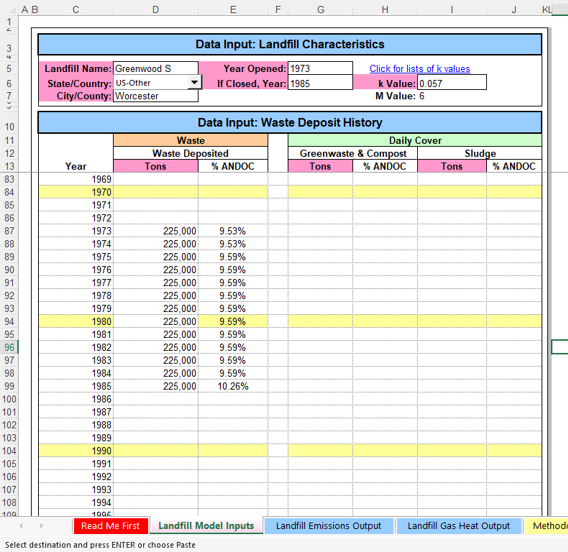 A B C D E F G H I J K L
1
2
3 Data Input: Landfill Characteristics
4
5 Landfill Name: Greenwood S Year Opened: 1973 Click for lists of k values
6 State/Country: US-Other If Closed, Year: 1985 k Value: 0.057
7 City/County: Worcester M Value: 6
10 Data Input: Waste Deposit History
11 Waste Daily Cover
12 Waste Deposited Greenwaste & Compost Sludge
13 Year Tons % ANDOC Tons % ANDOC Tons % ANDOC
83 1969
84 1970
85 1971
86 1972
87 1973 225,000 9.53%
88 1974 225,000 9.53%
89 1975 225,000 9.59%
90 1976 225,000 9.59%
91 1977 225,000 9.59%
92 1978 225,000 9.59%
93 1979 225,000 9.59%
94 1980 225,000 9.59%
95 1981 225,000 9.59%
96 1982 225,000 9.59%
97 1983 225,000 9.59%
98 1984 225,000 9.59%
99 1985 225,000 10.26%
100 1986
101 1987
102 1988
103 1989
104 1990
105 1991
106 1992
107 1993
108 1994
109 1995
Read Me First Landfill Model Inputs Landfill Emissions Output Landfill Gas Heat Output Methodo
Select destination and press ENTER or choose Paste